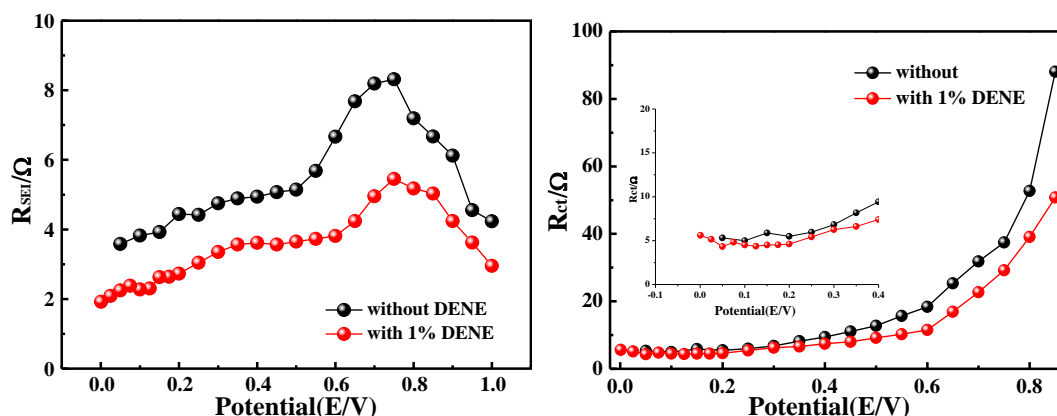 10
8
6
4
2
0
R_SEI/Ω
0.0 0.2 0.4 0.6 0.8 1.0
Potential(E/V)
without DENE
with 1% DENE
100
80
60
40
20
0
Rct/Ω
0.0 0.2 0.4 0.6 0.8
Potential(E/V)
without
with 1% DENE
20
15
10
5
0
Rct/Ω
-0.1 0.0 0.1 0.2 0.3 0.4
Potential(E/V)